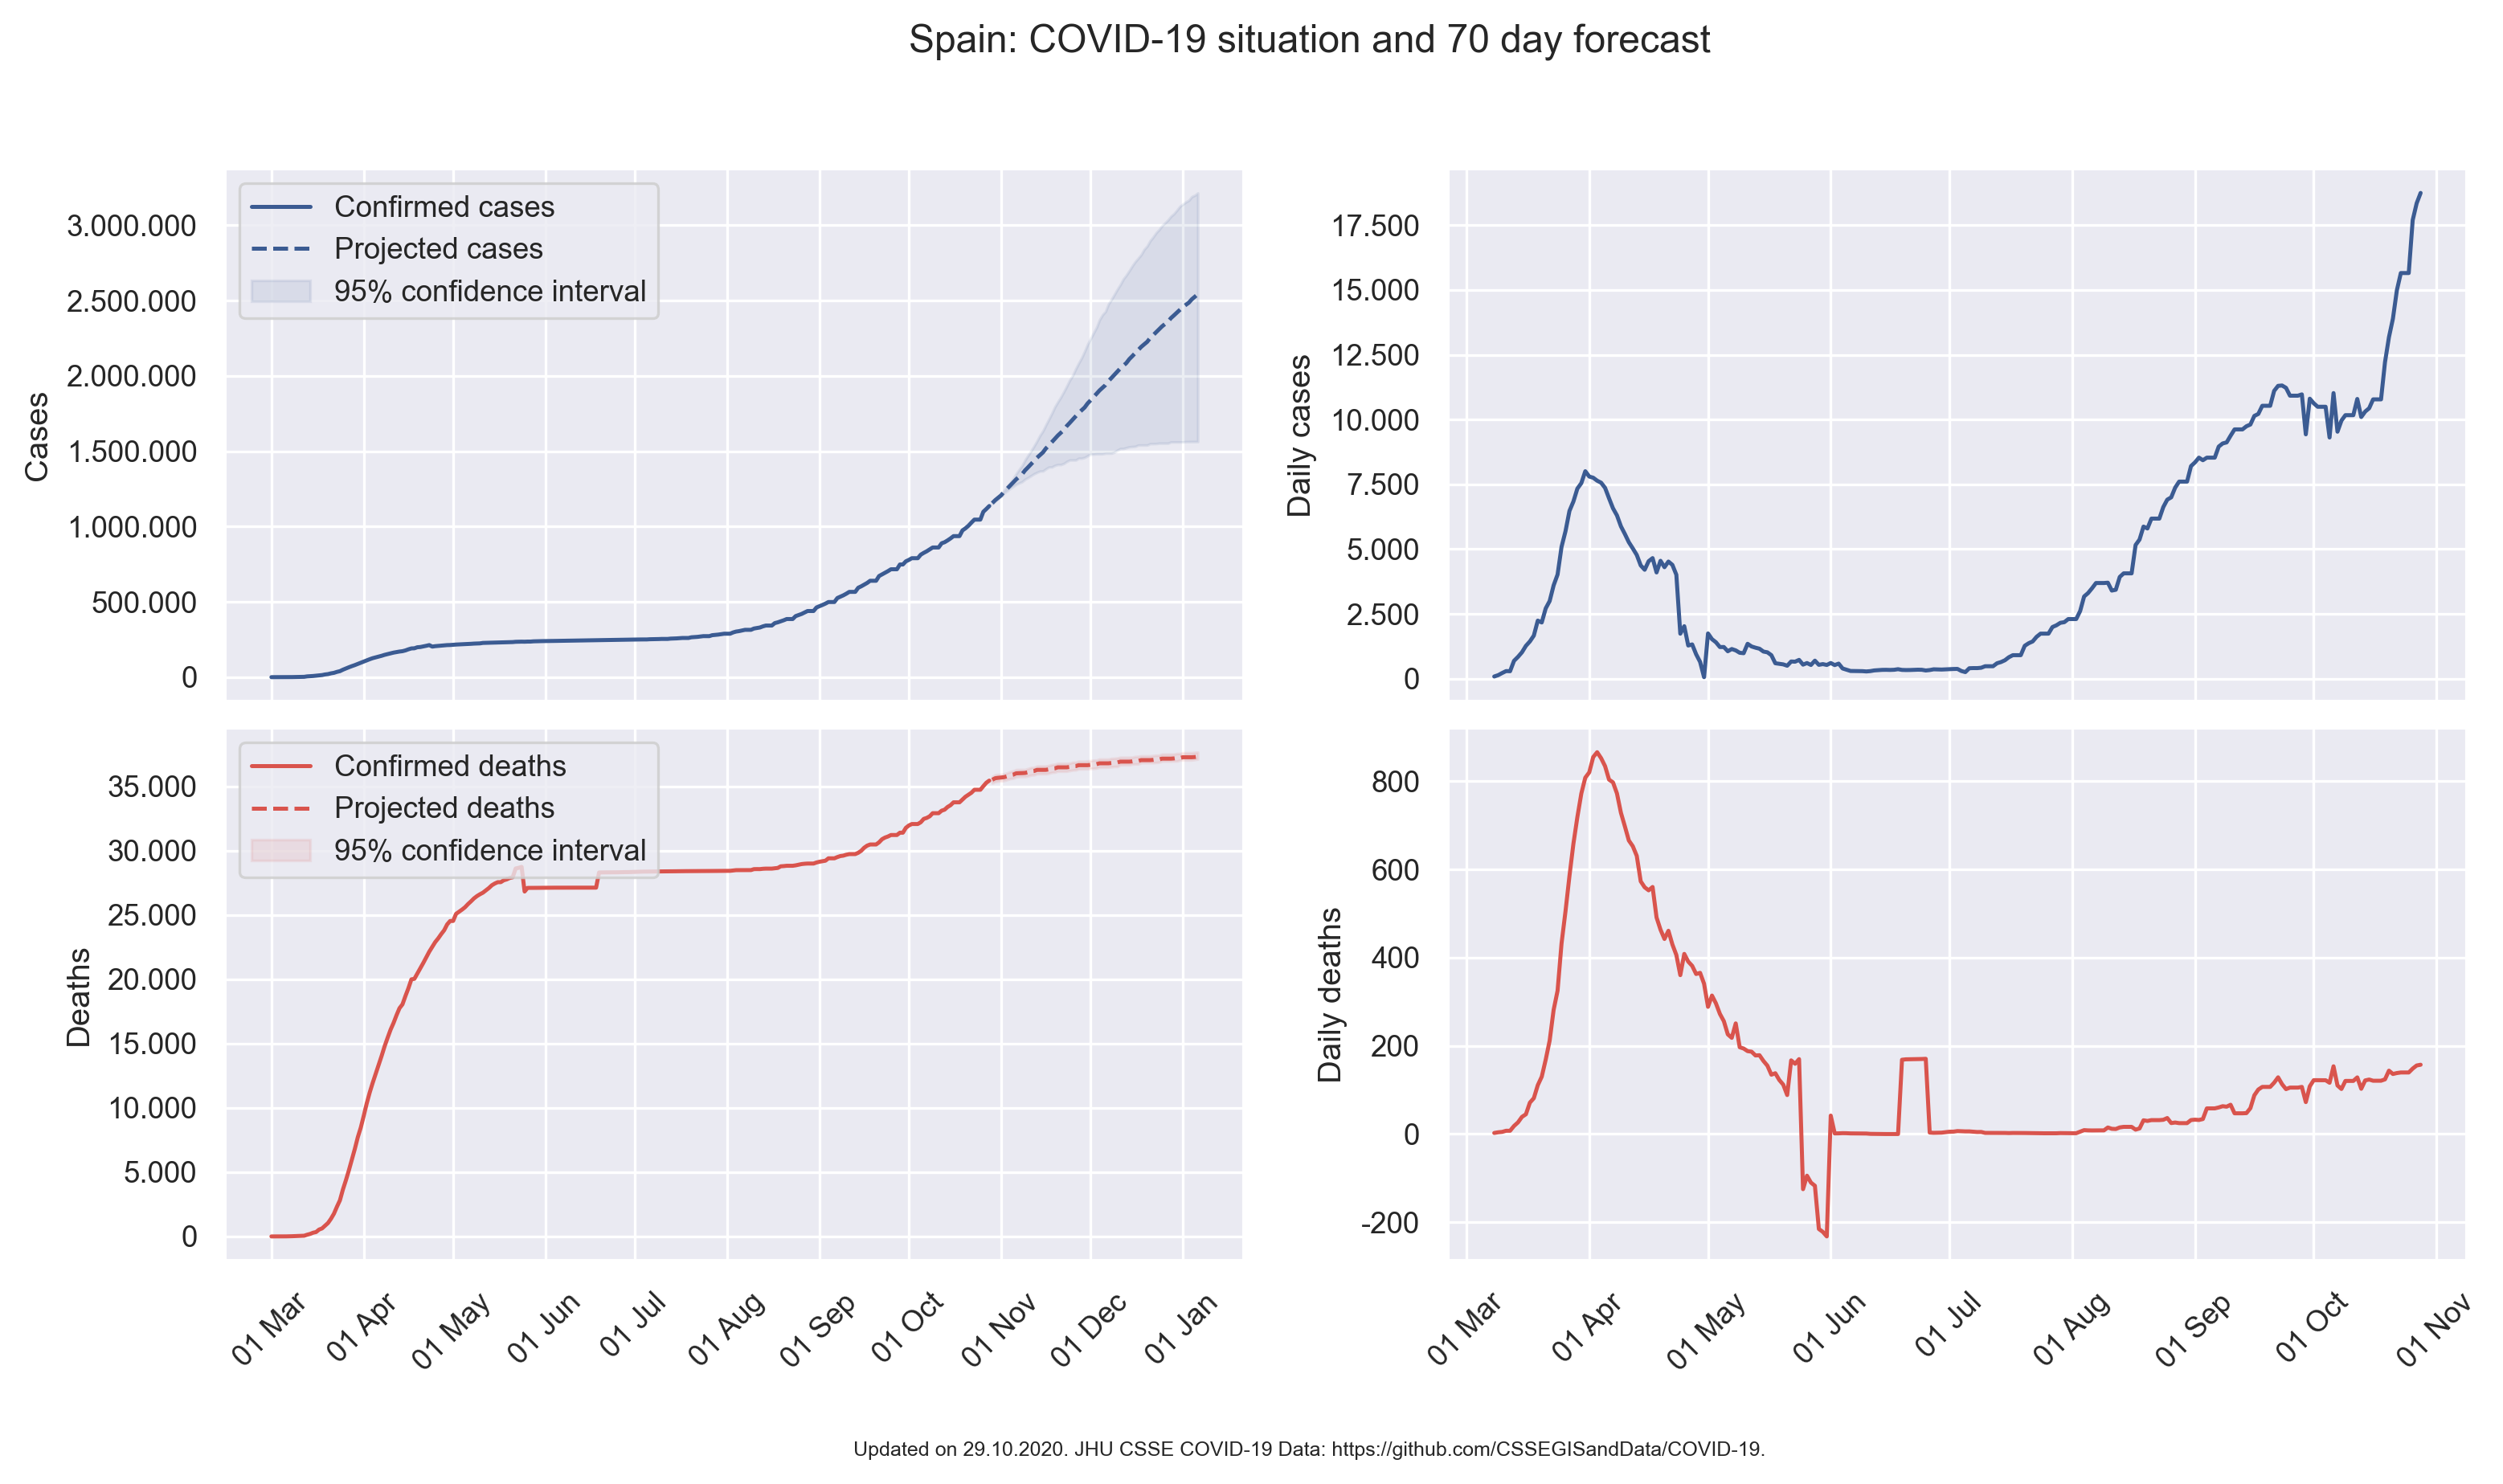 Spain: COVID-19 situation and 70 day forecast
Confirmed cases
Projected cases
95% confidence interval
3.000.000
2.500.000
2.000.000
1.500.000
1.000.000
500.000
0
Cases
17.500
15.000
12.500
10.000
7.500
5.000
2.500
0
Daily cases
Confirmed deaths
Projected deaths
95% confidence interval
35.000
30.000
25.000
20.000
15.000
10.000
5.000
0
Deaths
01 Mar
01 Apr
01 May
01 Jun
01 Jul
01 Aug
01 Sep
01 Oct
01 Nov
01 Dec
01 Jan
800
600
400
200
0
-200
Daily deaths
01 Mar
01 Apr
01 May
01 Jun
01 Jul
01 Aug
01 Sep
01 Oct
01 Nov
Updated on 29.10.2020. JHU CSSE COVID-19 Data: https://github.com/CSSEGISandData/COVID-19.